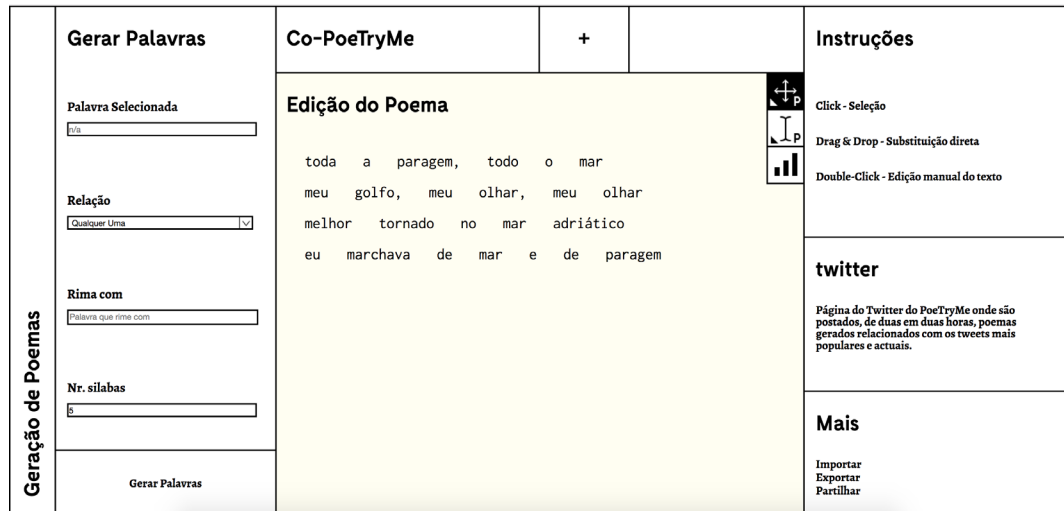 Geração de Poemas
Gerar Palavras
Palavra Selecionada
n/a
Relação
Qualquer Uma
Rima com
Palavra que rime com
Nr. silabas
5
Gerar Palavras
Co-PoeTryMe
+
Edição do Poema
toda a paragem, todo o mar
meu golfo, meu olhar, meu olhar
melhor tornado no mar adriático
eu marchava de mar e de paragem
P
P
Instruções
Click - Seleção
Drag & Drop - Substituição direta
Double-Click - Edição manual do texto
twitter
Página do Twitter do PoeTryMe onde são
postados, de duas em duas horas, poemas
gerados relacionados com os tweets mais
populares e actuais.
Mais
Importar
Exportar
Partilhar